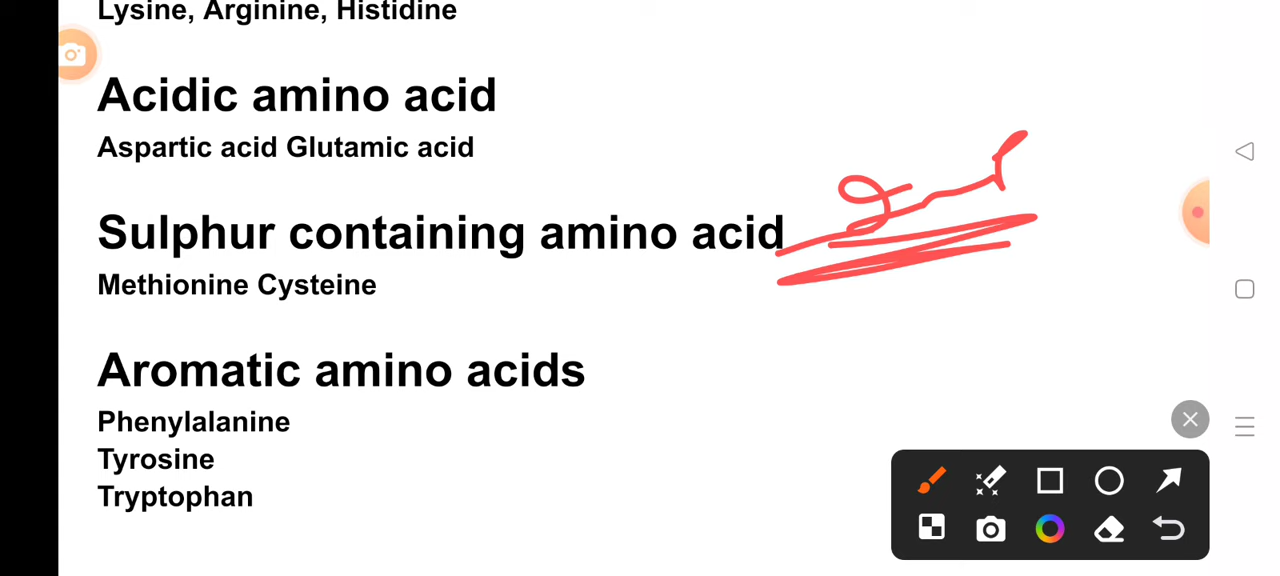 Lysine, Arginine, Histidine
Acidic amino acid
Aspartic acid Glutamic acid
Sulphur containing amino acid
Methionine Cysteine
Aromatic amino acids
Phenylalanine
Tyrosine
Tryptophan